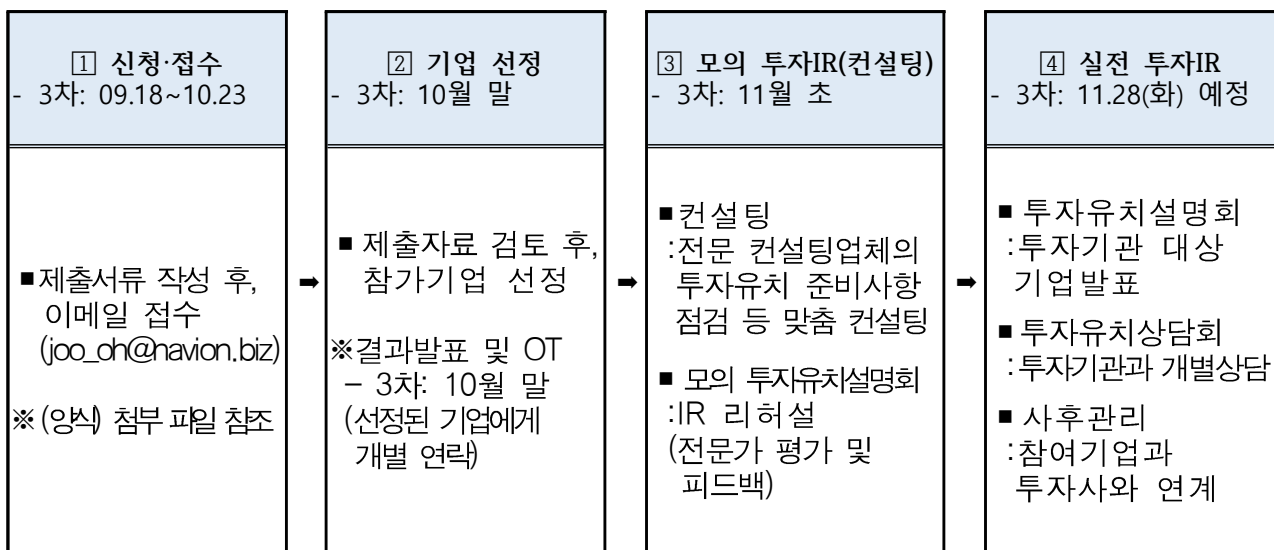 1 신청·접수
- 3차: 09.18~10.23
■제출서류 작성 후,
이메일 접수
(joo_oh@navion.biz)
※(양식) 첨부 파일 참조
➡
2 기업 선정
- 3차: 10월 말
■ 제출자료 검토 후,
참가기업 선정
※결과발표 및 OT
– 3차: 10월 말
(선정된 기업에게
개별 연락)
➡
3 모의 투자IR(컨설팅)
- 3차: 11월 초
■컨설팅
:전문 컨설팅업체의
투자유치 준비사항
점검 등 맞춤 컨설팅
■ 모의 투자유치설명회
:IR 리허설
(전문가 평가 및
피드백)
➡
4 실전 투자IR
- 3차: 11.28(화) 예정
■ 투자유치설명회
:투자기관 대상
기업발표
■ 투자유치상담회
:투자기관과 개별상담
■ 사후관리
:참여기업과
투자사와 연계